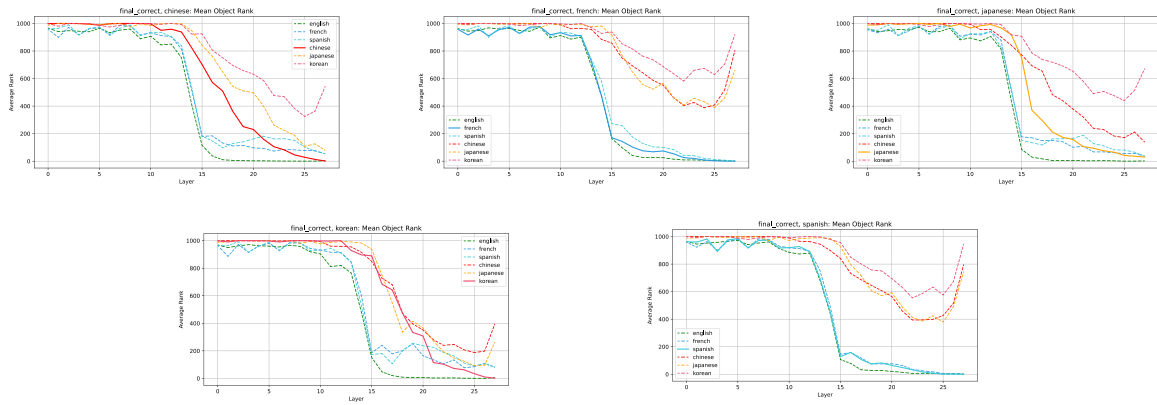 final_correct, chinese: Mean Object Rank
Average Rank
1000
800
600
400
200
0
0 5 10 15 20 25
Layer
english
french
spanish
chinese
japanese
korean
final_correct, french: Mean Object Rank
Average Rank
1000
800
600
400
200
0
0 5 10 15 20 25
Layer
english
french
spanish
chinese
japanese
korean
final_correct, japanese: Mean Object Rank
Average Rank
1000
800
600
400
200
0
0 5 10 15 20 25
Layer
english
french
spanish
chinese
japanese
korean
final_correct, korean: Mean Object Rank
Average Rank
1000
800
600
400
200
0
0 5 10 15 20 25
Layer
english
french
spanish
chinese
japanese
korean
final_correct, spanish: Mean Object Rank
Average Rank
1000
800
600
400
200
0
0 5 10 15 20 25
Layer
english
french
spanish
chinese
japanese
korean